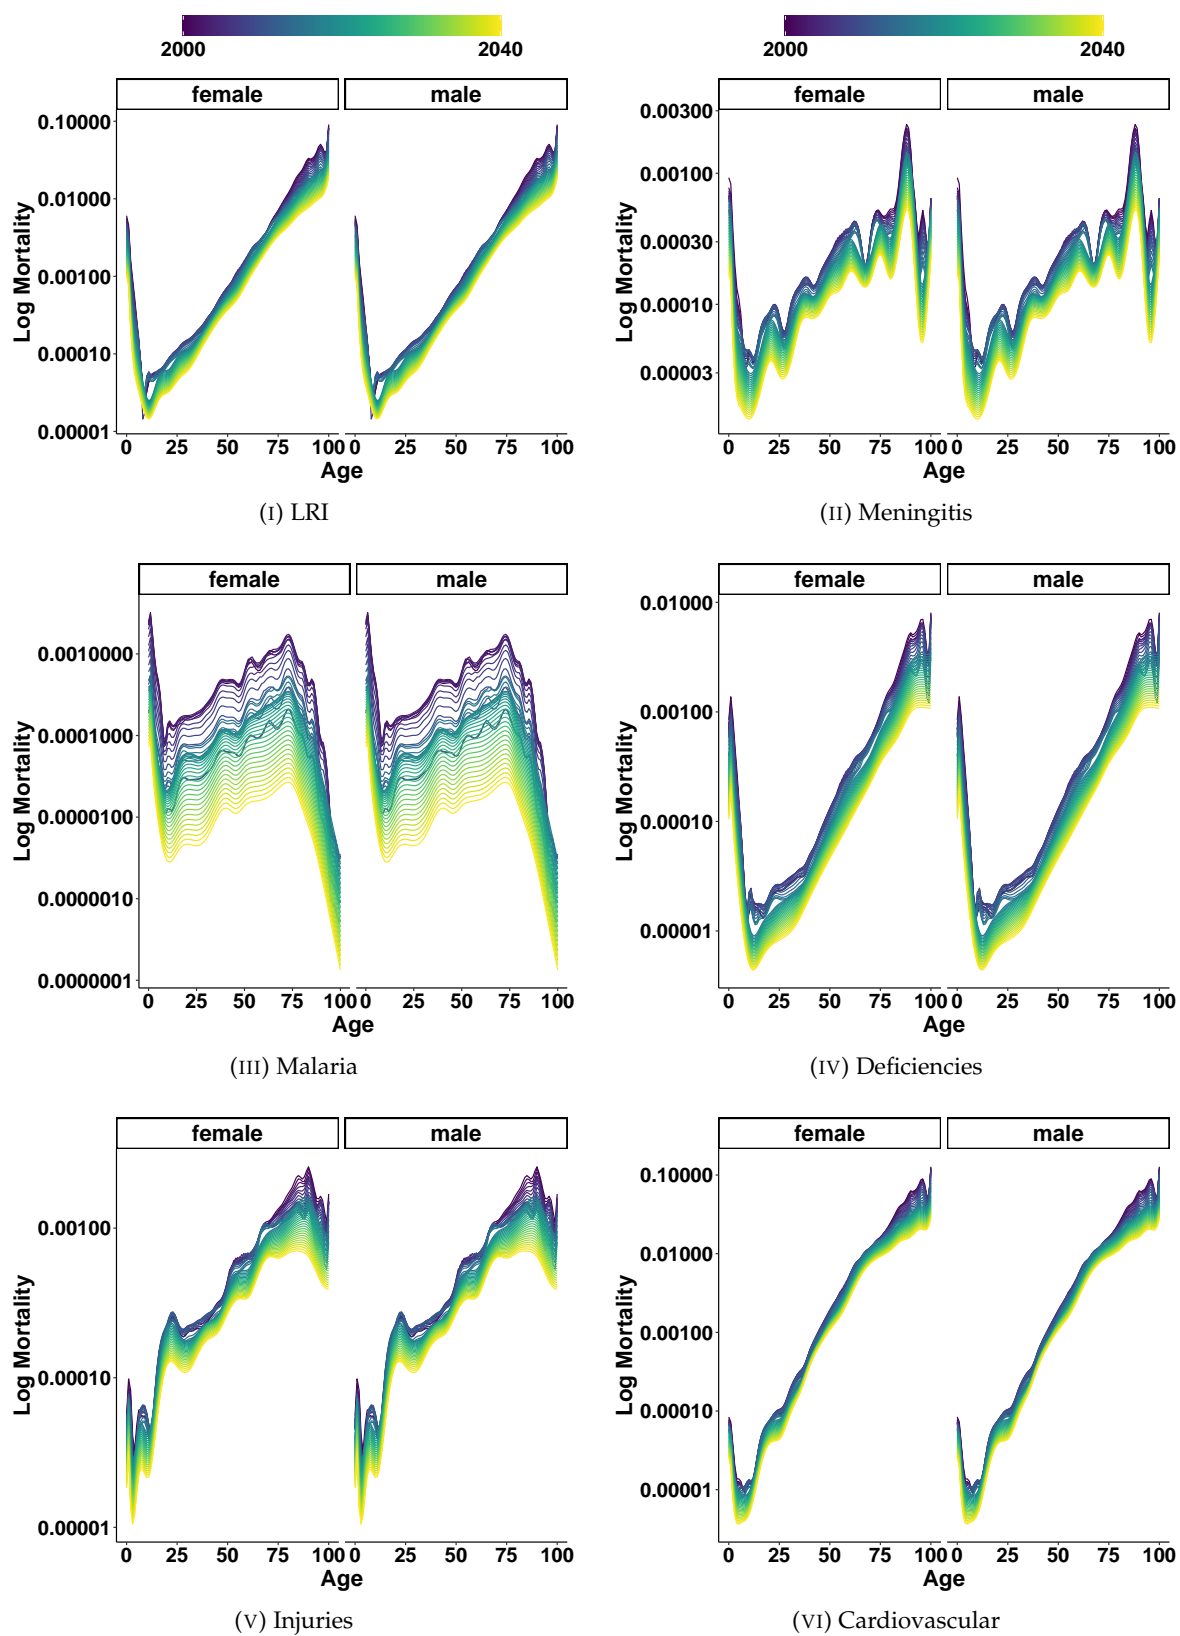 2000 2040
female male
0.10000
0.01000
0.00100
0.00010
0.00001
Log Mortality
0 25 50 75 100 0 25 50 75 100
Age
(I) LRI
2000 2040
female male
0.00300
0.00100
0.00030
0.00010
0.00003
Log Mortality
0 25 50 75 100 0 25 50 75 100
Age
(II) Meningitis
female male
0.0010000
0.0001000
0.0000100
0.0000010
0.0000001
Log Mortality
0 25 50 75 100 0 25 50 75 100
Age
(III) Malaria
female male
0.01000
0.00100
0.00010
0.00001
Log Mortality
0 25 50 75 100 0 25 50 75 100
Age
(IV) Deficiencies
female male
0.00100
0.00010
0.00001
Log Mortality
0 25 50 75 100 0 25 50 75 100
Age
(V) Injuries
female male
0.10000
0.01000
0.00100
0.00010
0.00001
Log Mortality
0 25 50 75 100 0 25 50 75 100
Age
(VI) Cardiovascular